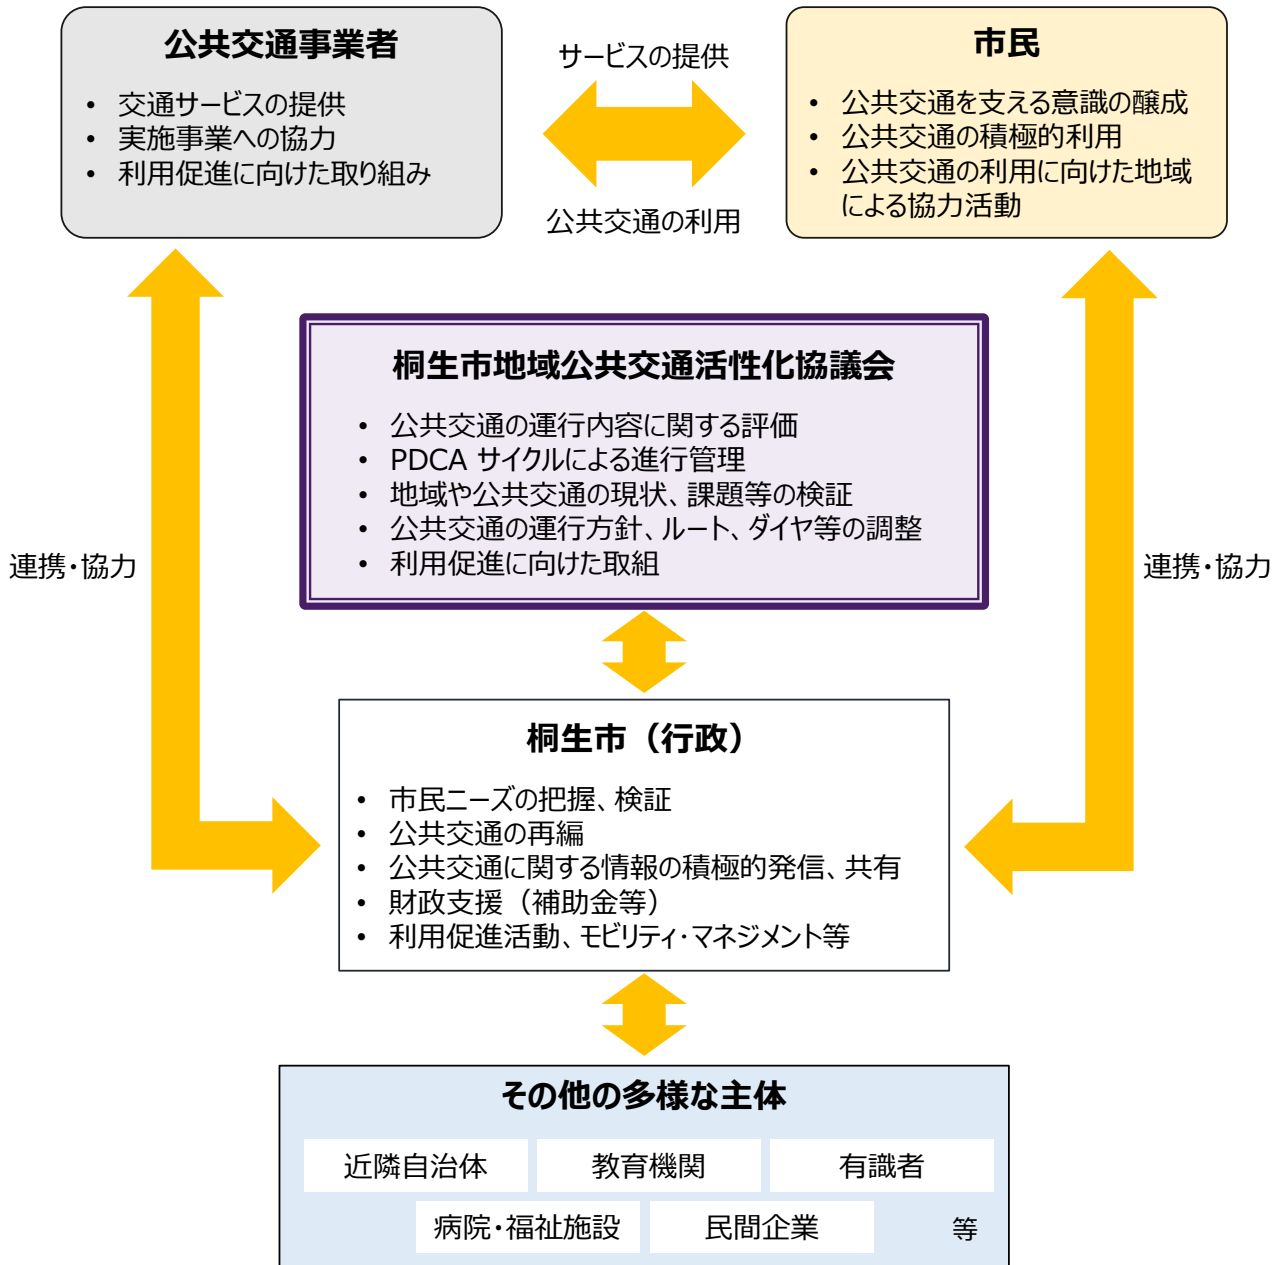 公共交通事業者
• 交通サービスの提供
• 実施事業への協力
• 利用促進に向けた取り組み
サービスの提供
公共交通の利用
市民
• 公共交通を支える意識の醸成
• 公共交通の積極的利用
• 公共交通の利用に向けた地域
による協力活動
桐生市地域公共交通活性化協議会
• 公共交通の運行内容に関する評価
• PDCA サイクルによる進行管理
• 地域や公共交通の現状、課題等の検証
• 公共交通の運行方針、ルート、ダイヤ等の調整
• 利用促進に向けた取組
連携・協力
連携・協力
桐生市（行政）
• 市民ニーズの把握、検証
• 公共交通の再編
• 公共交通に関する情報の積極的発信、共有
• 財政支援（補助金等）
• 利用促進活動、モビリティ・マネジメント等
その他の多様な主体
近隣自治体
教育機関
有識者
病院・福祉施設
民間企業
等